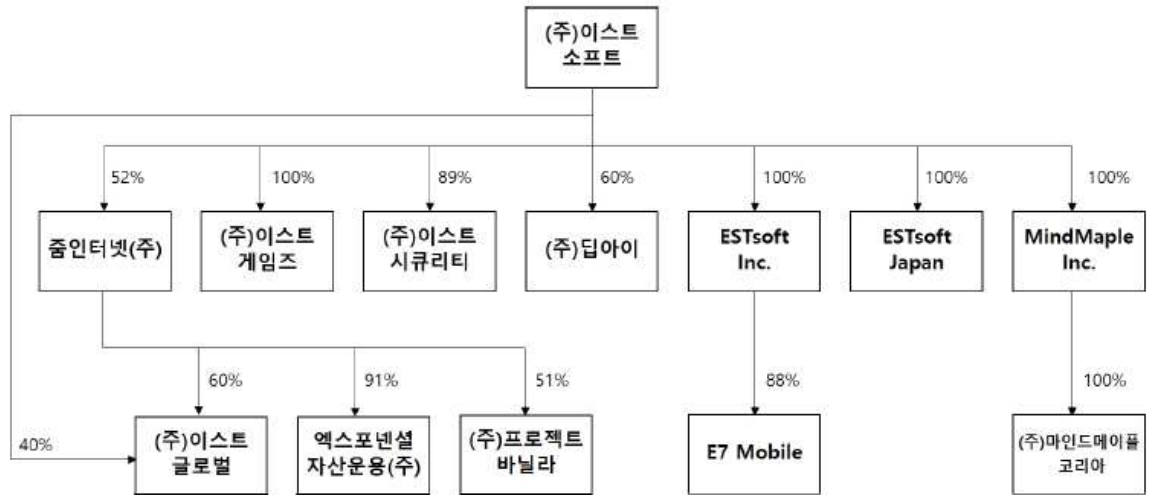 (주)이스트
소프트
52%
100%
89%
60%
100%
100%
100%
줌인터넷(주)
(주)이스트
게임즈
(주)이스트
시큐리티
(주)딥아이
ESTsoft
Inc.
ESTsoft
Japan
MindMaple
Inc.
60%
91%
51%
88%
100%
40%
(주)이스트
글로벌
엑스포넨셜
자산운용(주)
(주)프로젝트
바닐라
E7 Mobile
(주)마인드메이플
코리아